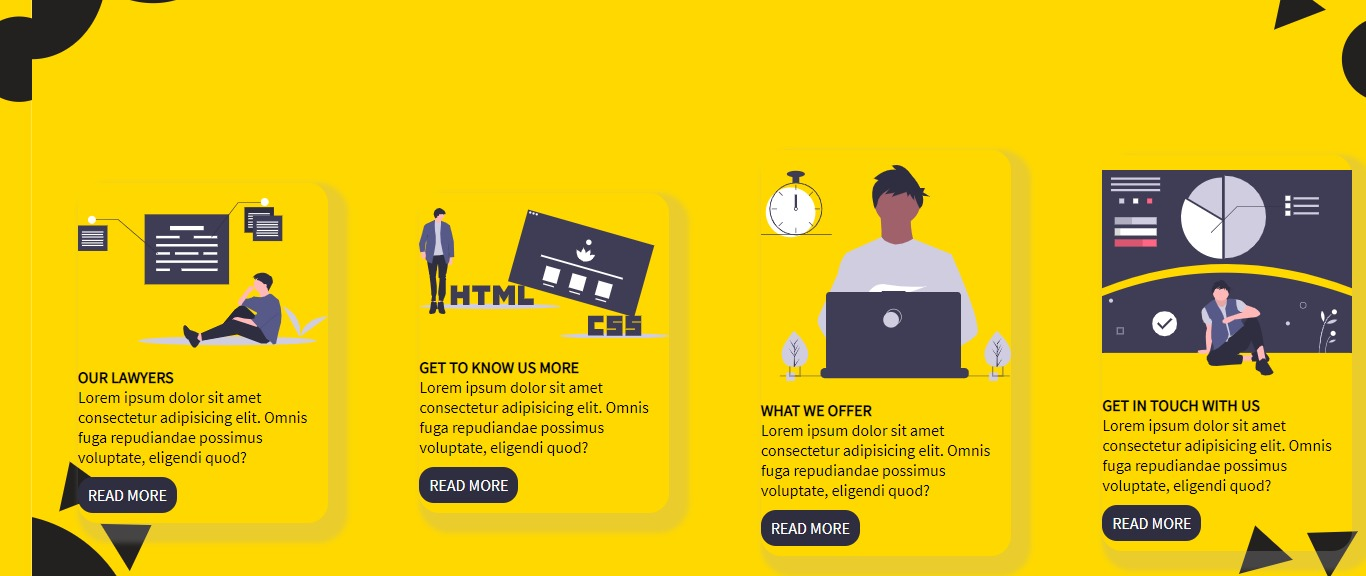 OUR LAWYERS
Lorem ipsum dolor sit amet
consectetur adipisicing elit. Omnis
fuga repudiandae possimus
voluptate, eligendi quod?
READ MORE
HTML
CSS
GET TO KNOW US MORE
Lorem ipsum dolor sit amet
consectetur adipisicing elit. Omnis
fuga repudiandae possimus
voluptate, eligendi quod?
READ MORE
WHAT WE OFFER
Lorem ipsum dolor sit amet
consectetur adipisicing elit. Omnis
fuga repudiandae possimus
voluptate, eligendi quod?
READ MORE
GET IN TOUCH WITH US
Lorem ipsum dolor sit amet
consectetur adipisicing elit. Omnis
fuga repudiandae possimus
voluptate, eligendi quod?
READ MORE